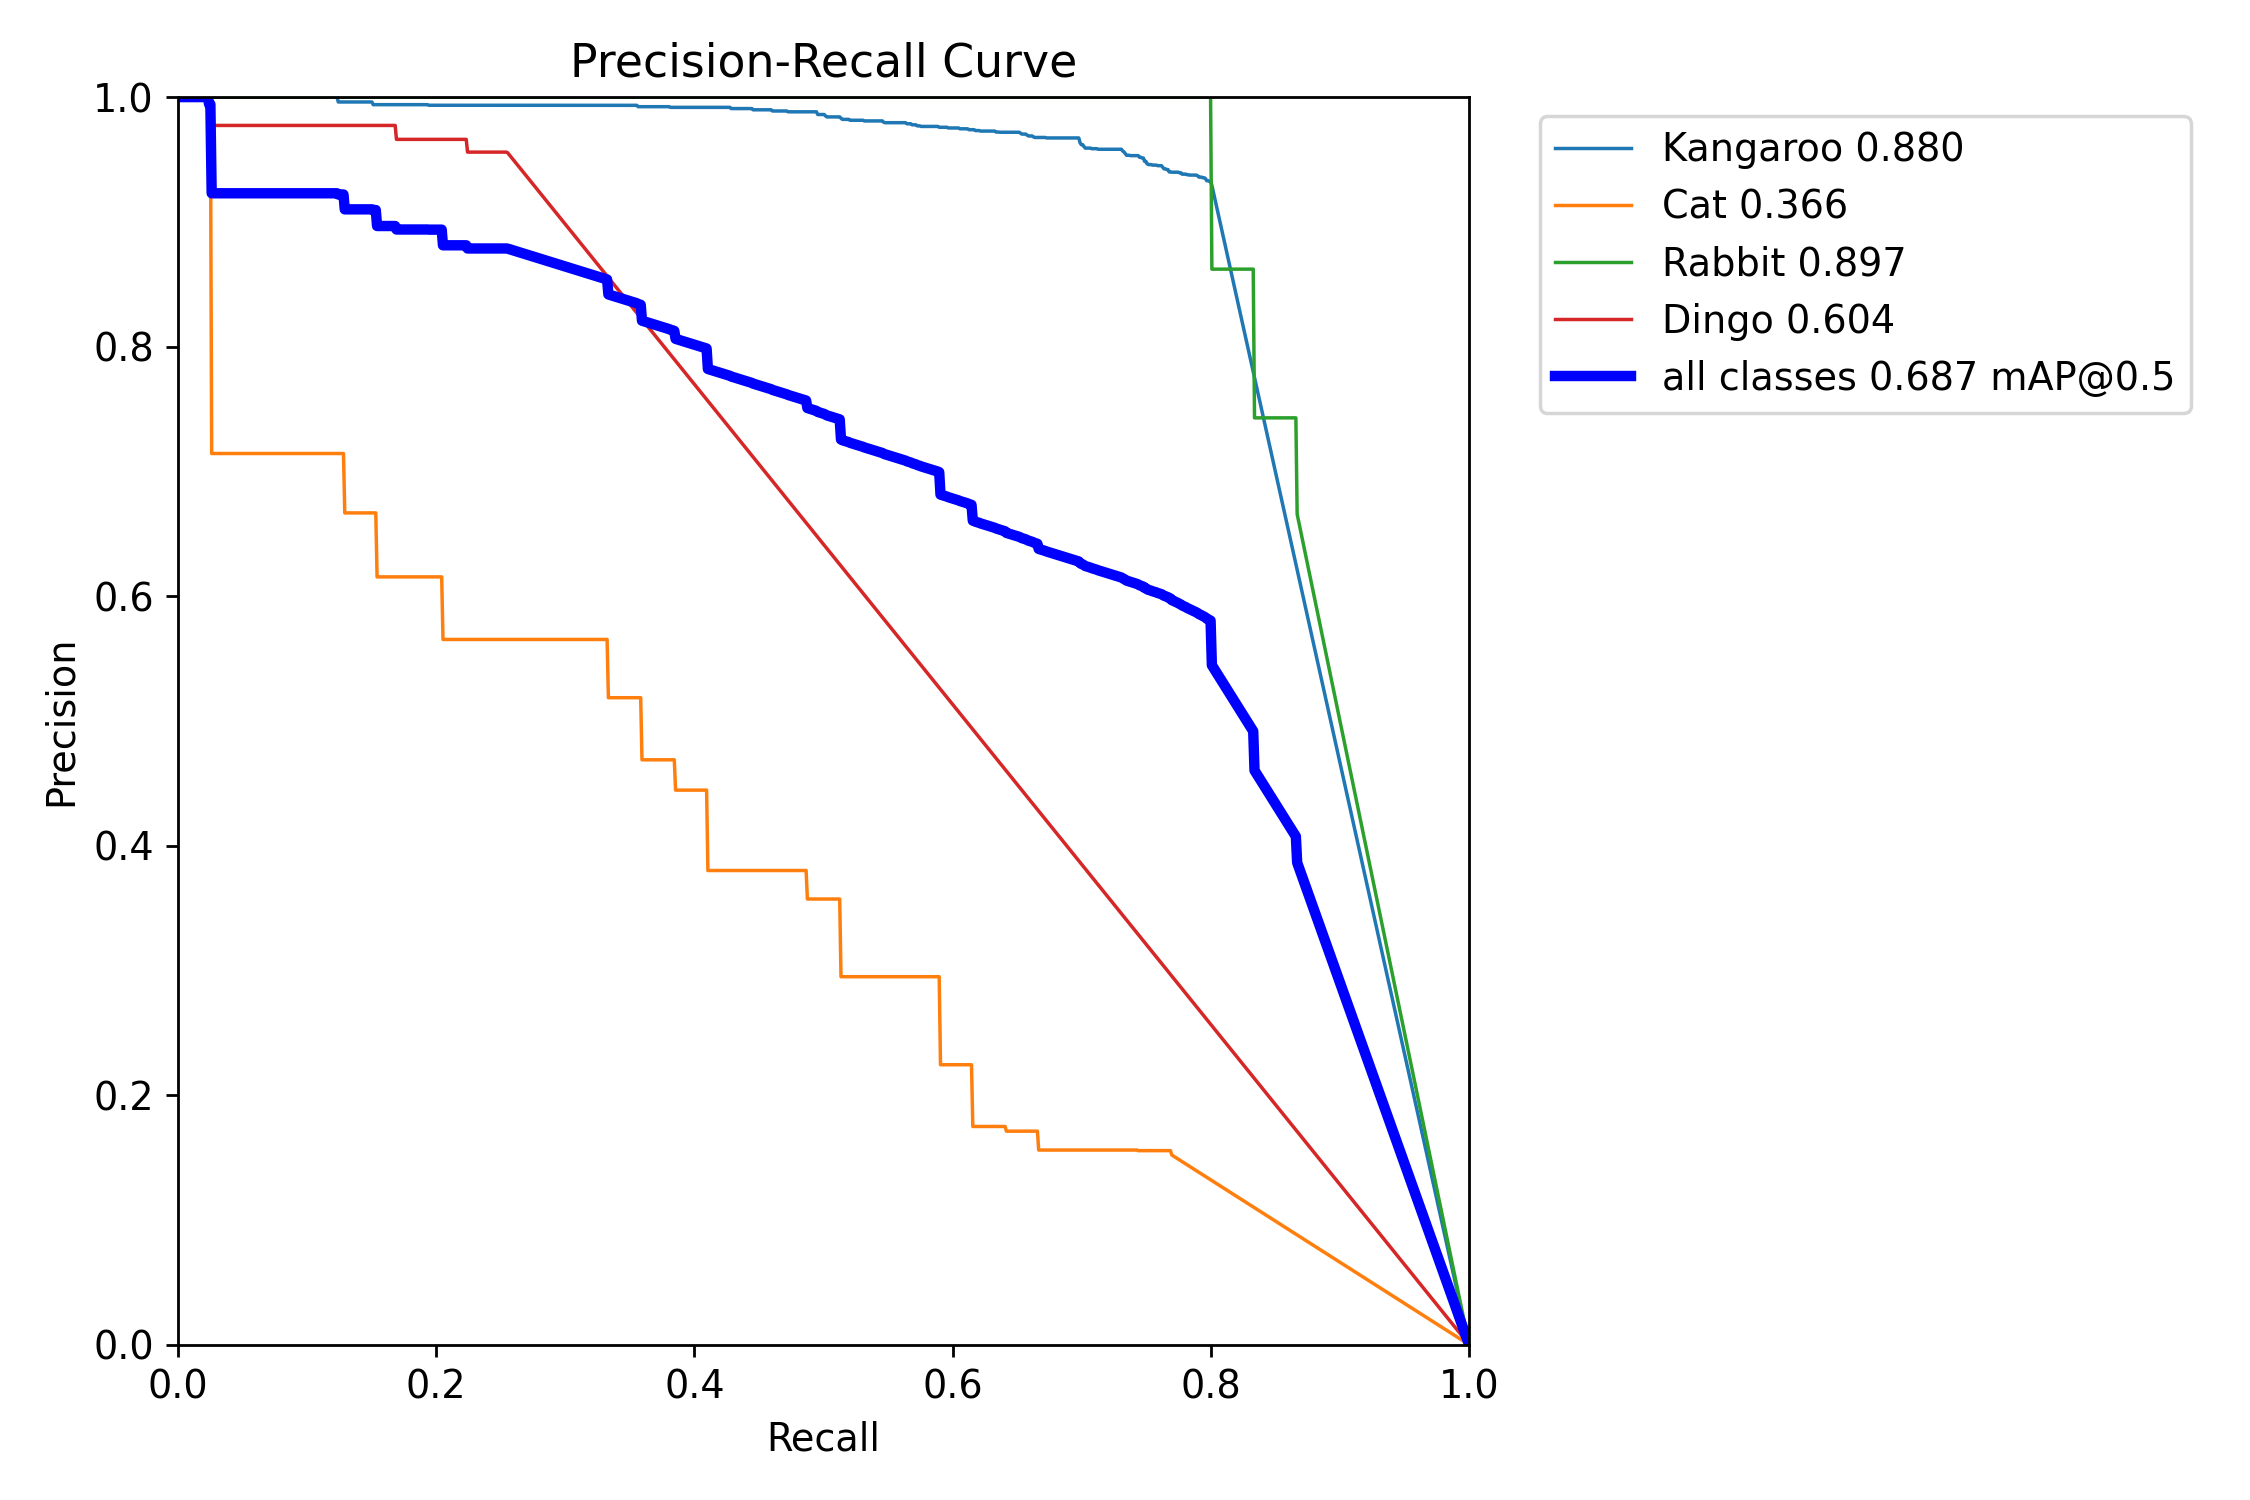 Precision-Recall Curve
1.0
0.8
0.6
0.4
0.2
0.0
Precision
0.0 0.2 0.4 0.6 0.8 1.0
Recall
Kangaroo 0.880
Cat 0.366
Rabbit 0.897
Dingo 0.604
all classes 0.687 mAP@0.5